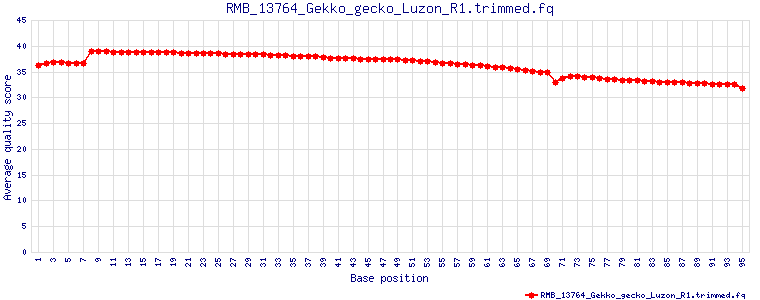 RMB_13764_Gekko_gecko_Luzon_R1.trimmed.fq
45
40
35
30
25
20
15
10
5
0
Average quality score
1 3 5 7 9 11 13 15 17 19 21 23 25 27 29 31 33 35 37 39 41 43 45 47 49 51 53 55 57 59 61 63 65 67 69 71 73 75 77 79 81 83 85 87 89 91 93 95
Base position
RMB_13764_Gekko_gecko_Luzon_R1.trimmed.fq